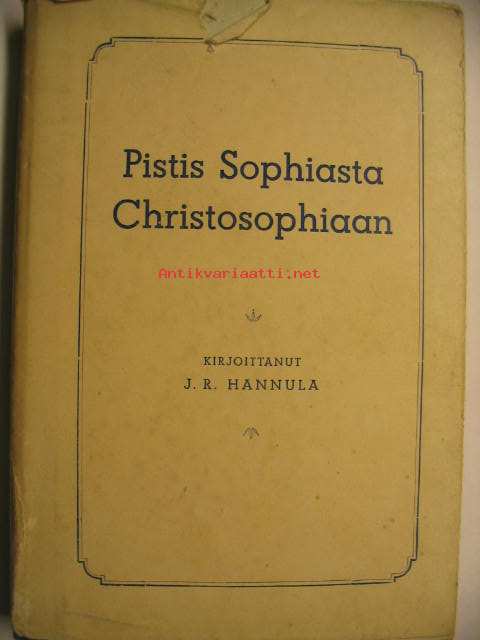 Pistis Sophiasta
Christosophiaan
Antikvariaatti.net
KIRJOITTANUT
J. R. HANNULA